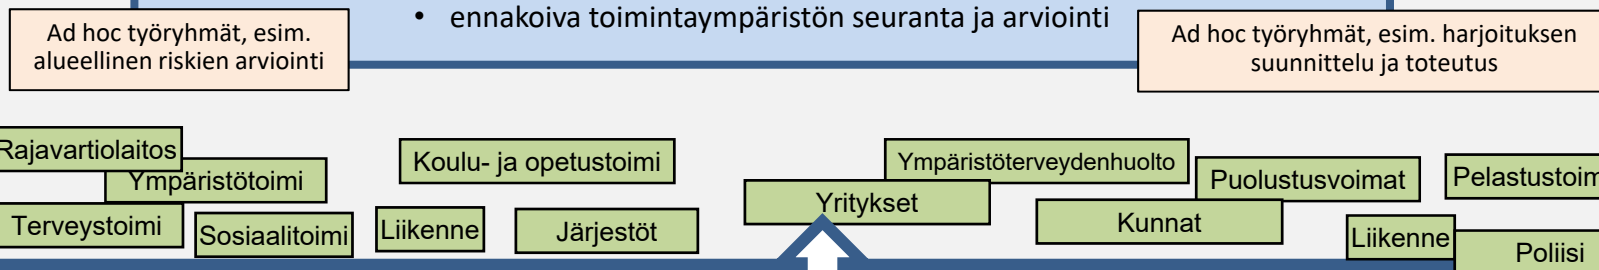 • ennakoiva toimintaympäristön seuranta ja arviointi
Ad hoc työryhmät, esim.
alueellinen riskien arviointi
Ad hoc työryhmät, esim. harjoituksen
suunnittelu ja toteutus
Rajavartiolaitos
Ympäristötoimi
Koulu- ja opetustoimi
Ympäristöterveydenhuolto
Puolustusvoimat
Pelastustoim
Terveystoimi
Sosiaalitoimi
Liikenne
Järjestöt
Yritykset
Kunnat
Liikenne
Poliisi